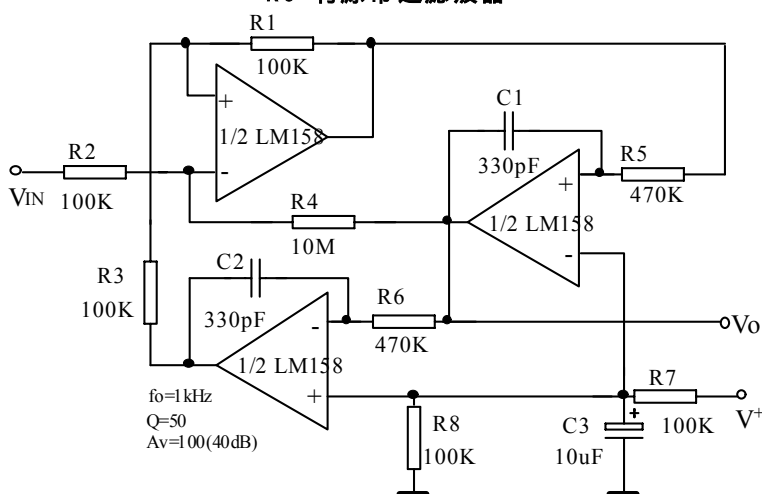 R1
100K
+
1/2 LM158
-
C1
330pF
R2
VIN
100K
R5
470K
+
1/2 LM158
-
R4
10M
R3
100K
C2
330pF
R6
470K
-
1/2 LM158
+
Vo
fo=1kHz
Q=50
Av=100(40dB)
R7
100K
V+
R8
100K
C3
+
10uF